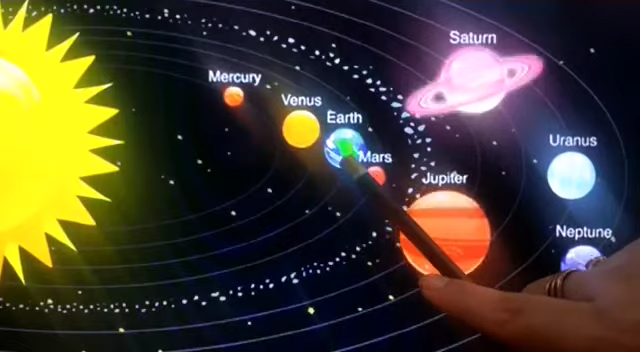 Saturn
Mercury
Venus
Earth
Mars
Uranus
Jupiter
Neptune